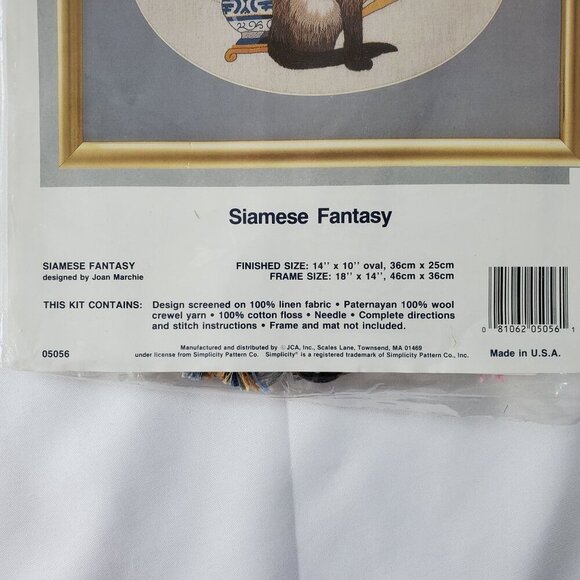 Siamese Fantasy
SIAMESE FANTASY
designed by Joan Marchie
FINISHED SIZE: 14'' x 10'' oval, 36cm x 25cm
FRAME SIZE: 18'' x 14'', 46cm x 36cm
THIS KIT CONTAINS: Design screened on 100% linen fabric • Paternayan 100% wool
crewel yarn • 100% cotton floss • Needle • Complete directions
and stitch instructions • Frame and mat not included.
05056
Manufactured and distributed by © JCA, Inc., Scales Lane, Townsend, MA 01469
under license from Simplicity Pattern Co. Simplicity® is a registered trademark of Simplicity Pattern Co., Inc.
0 81062 05056 1
Made in U.S.A.